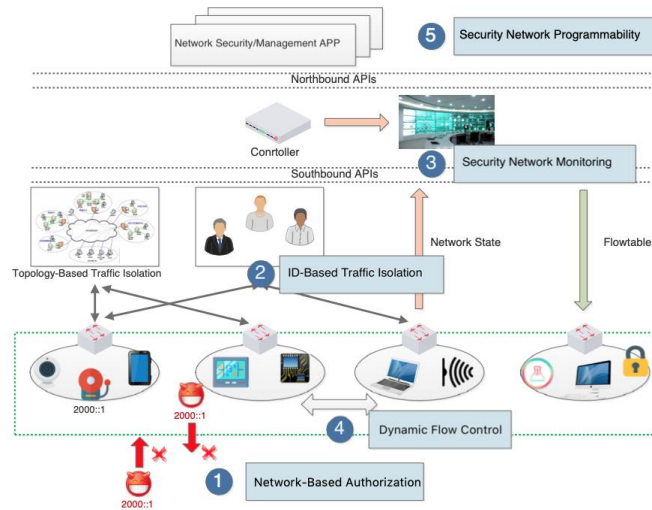 Network Security/Management APP
5
Security Network Programmability
Northbound APIs
Conrtoller
3
Security Network Monitoring
Southbound APIs
Network State
Flowtable
Topology-Based Traffic Isolation
2
ID-Based Traffic Isolation
2000::1
2000::1
4
Dynamic Flow Control
1
Network-Based Authorization
2000::1